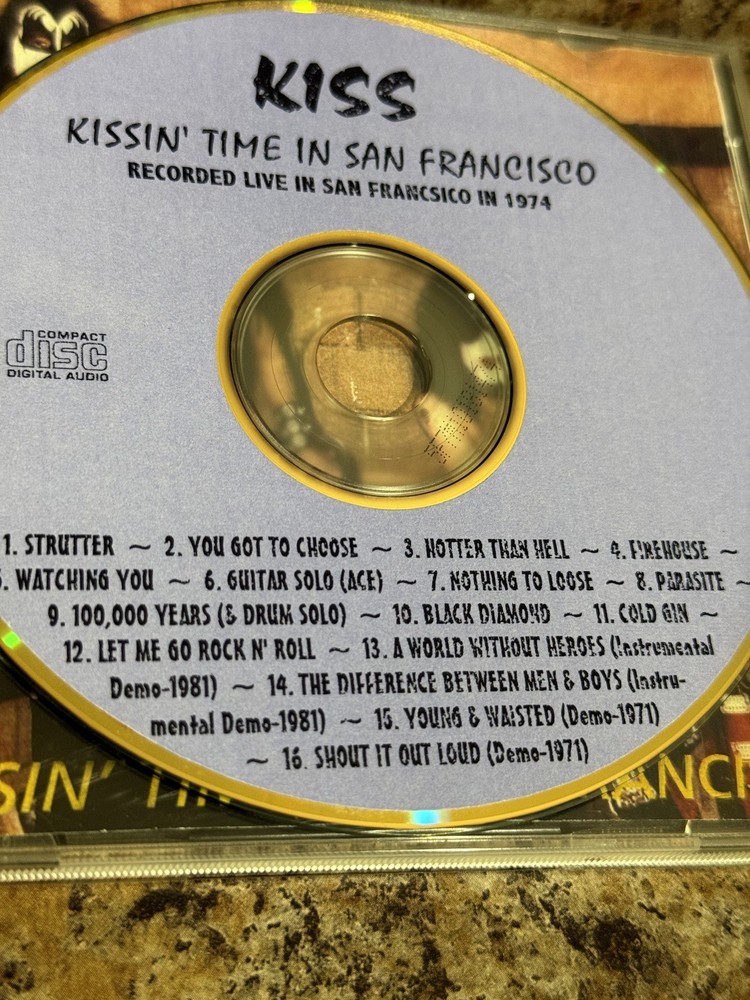 KISS
KISSIN' TIME IN SAN FRANCISCO
RECORDED LIVE IN SAN FRANCSICO IN 1974
COMPACT
disc
DIGITAL AUDIO
1. STRUTTER ~ 2. YOU GOT TO CHOOSE ~ 3. HOTTER THAN HELL ~ 4. FIREHOUSE ~
5. WATCHING YOU ~ 6. GUITAR SOLO (ACE) ~ 7. NOTHING TO LOOSE ~ 8. PARASITE ~
9. 100,000 YEARS (& DRUM SOLO) ~ 10. BLACK DIAMOND ~ 11. COLD GIN ~
12. LET ME GO ROCK N' ROLL ~ 13. A WORLD WITHOUT HEROES (Instrumental
Demo-1981) ~ 14. THE DIFFERENCE BETWEEN MEN & BOYS (Instru-
mental Demo-1981) ~ 15. YOUNG & WAISTED (Demo-1971)
~ 16. SHOUT IT OUT LOUD (Demo-1971)
SIN' TIM ANCI